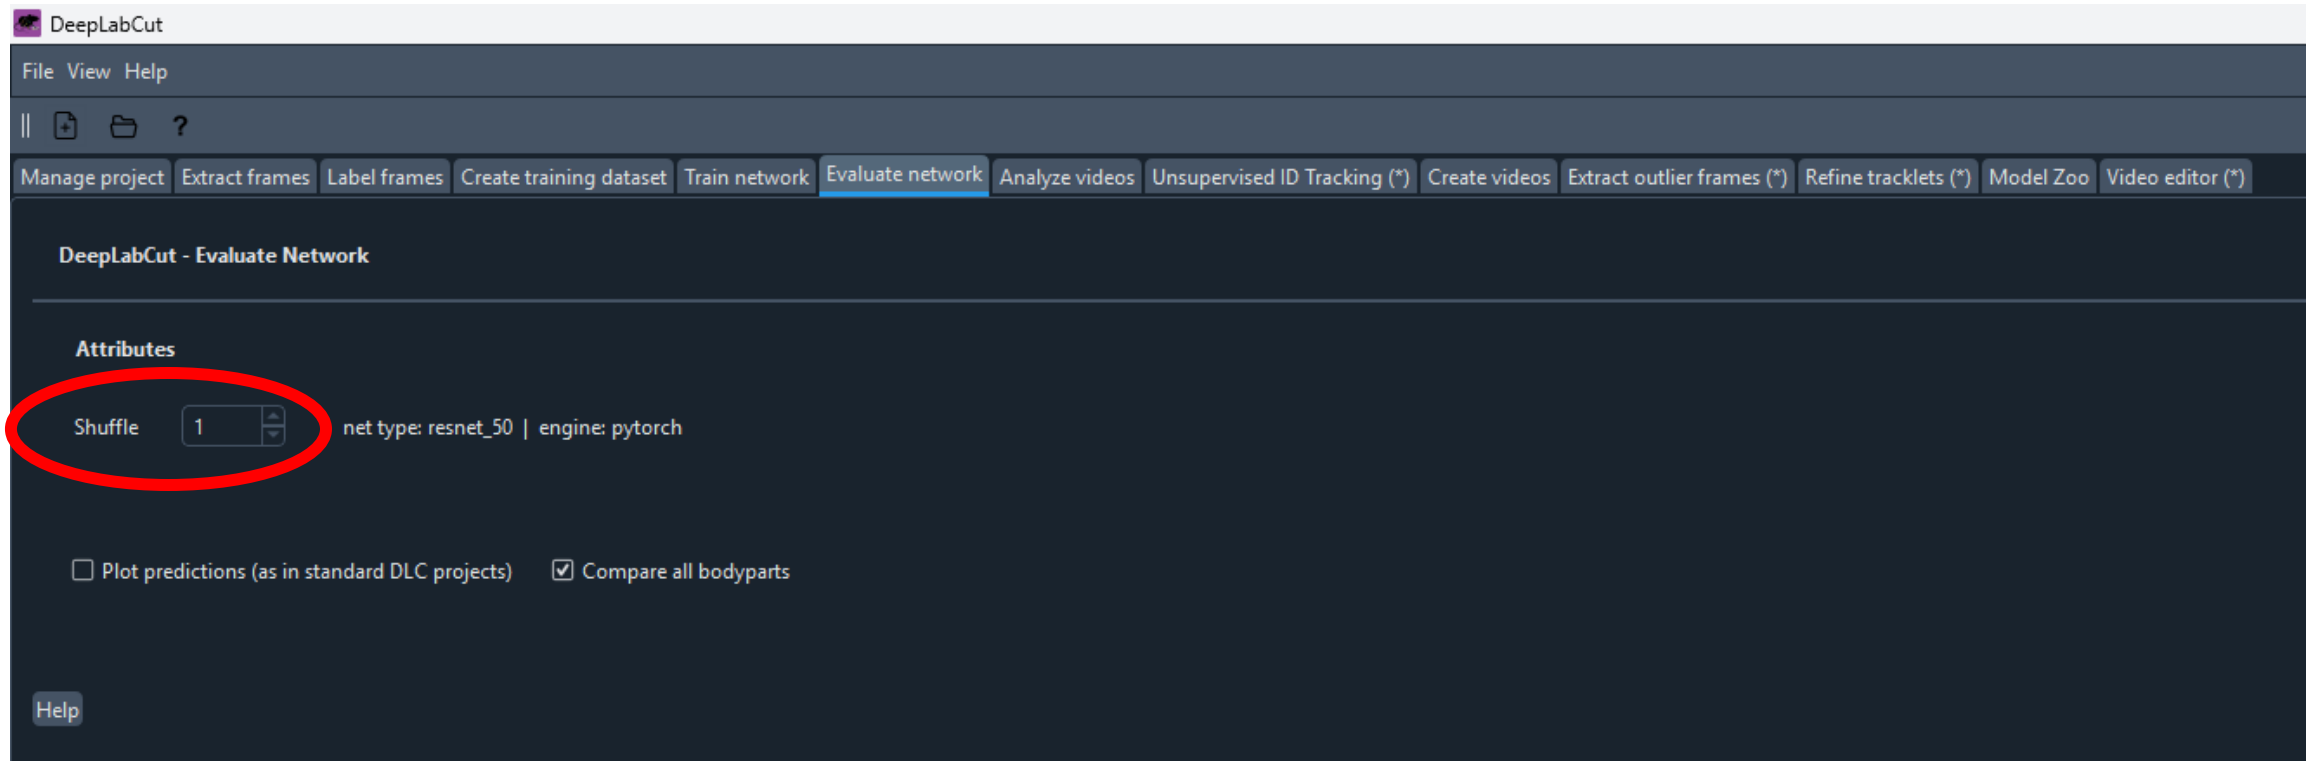 DeepLabCut
File View Help
?
Manage project Extract frames Label frames Create training dataset Train network Evaluate network Analyze videos Unsupervised ID Tracking (*) Create videos Extract outlier frames (*) Refine tracklets (*) Model Zoo Video editor (*)
DeepLabCut - Evaluate Network
Attributes
Shuffle 1 net type: resnet_50 | engine: pytorch
Plot predictions (as in standard DLC projects) Compare all bodyparts
Help